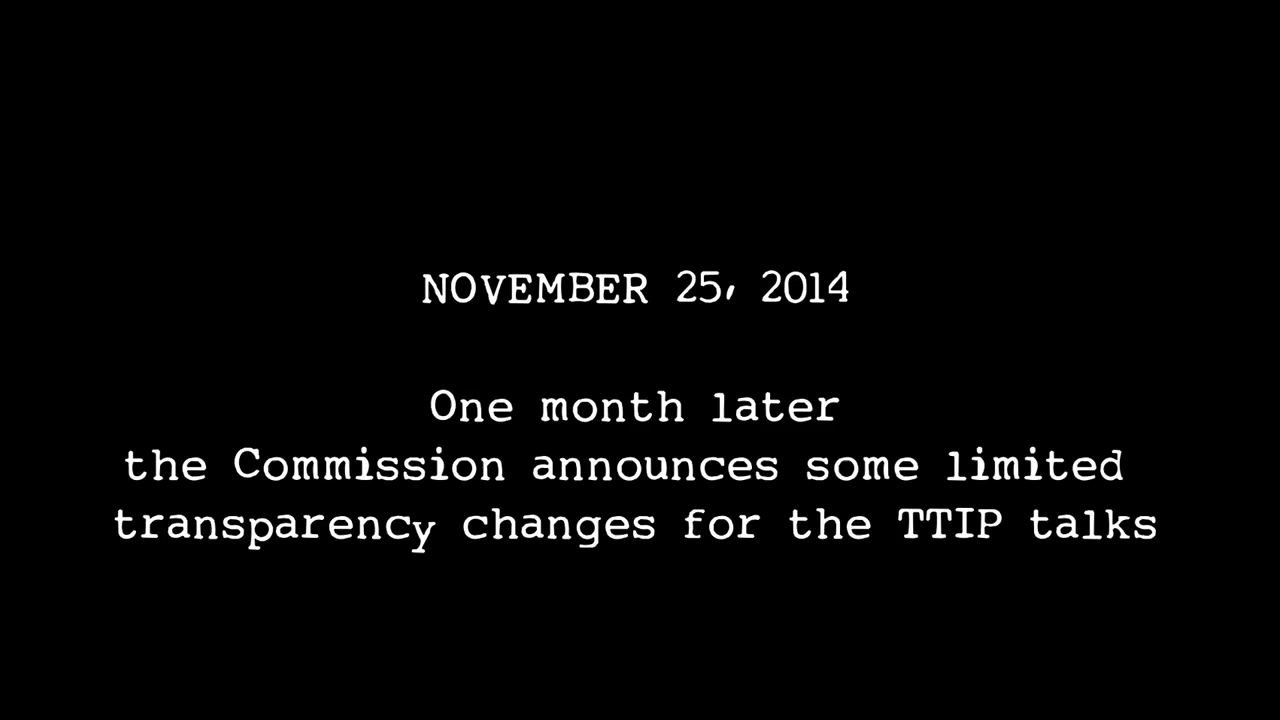 NOVEMBER 25, 2014
One month later
the Commission announces some limited
transparency changes for the TTIP talks